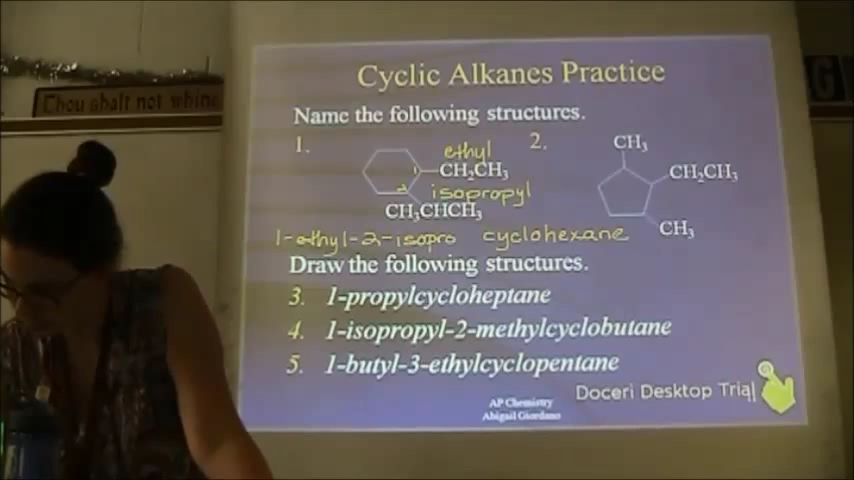 Thou shalt not whine
Cyclic Alkanes Practice
Name the following structures.
1.
ethyl
1
CH₂CH₃
isopropyl
2
CH₃CHCH₃
1-ethyl-2-isopro cyclohexane
2.
CH₃
CH₂CH₃
CH₃
Draw the following structures.
3. 1-propylcycloheptane
4. 1-isopropyl-2-methylcyclobutane
5. 1-butyl-3-ethylcyclopentane
AP Chemistry
Abigail Giordano
Doceri Desktop Trial
G